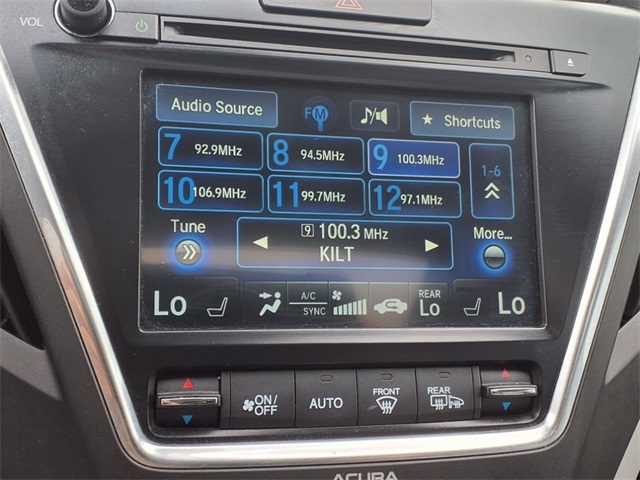 VOL
Audio Source
FM
★ Shortcuts
7 92.9MHz
8 94.5MHz
9 100.3MHz
1-6
10 106.9MHz
11 99.7MHz
12 97.1MHz
Tune
9 100.3 MHz
KILT
More...
Lo
A/C
SYNC
REAR
Lo
Lo
ON/
OFF
AUTO
FRONT
REAR
ACURA